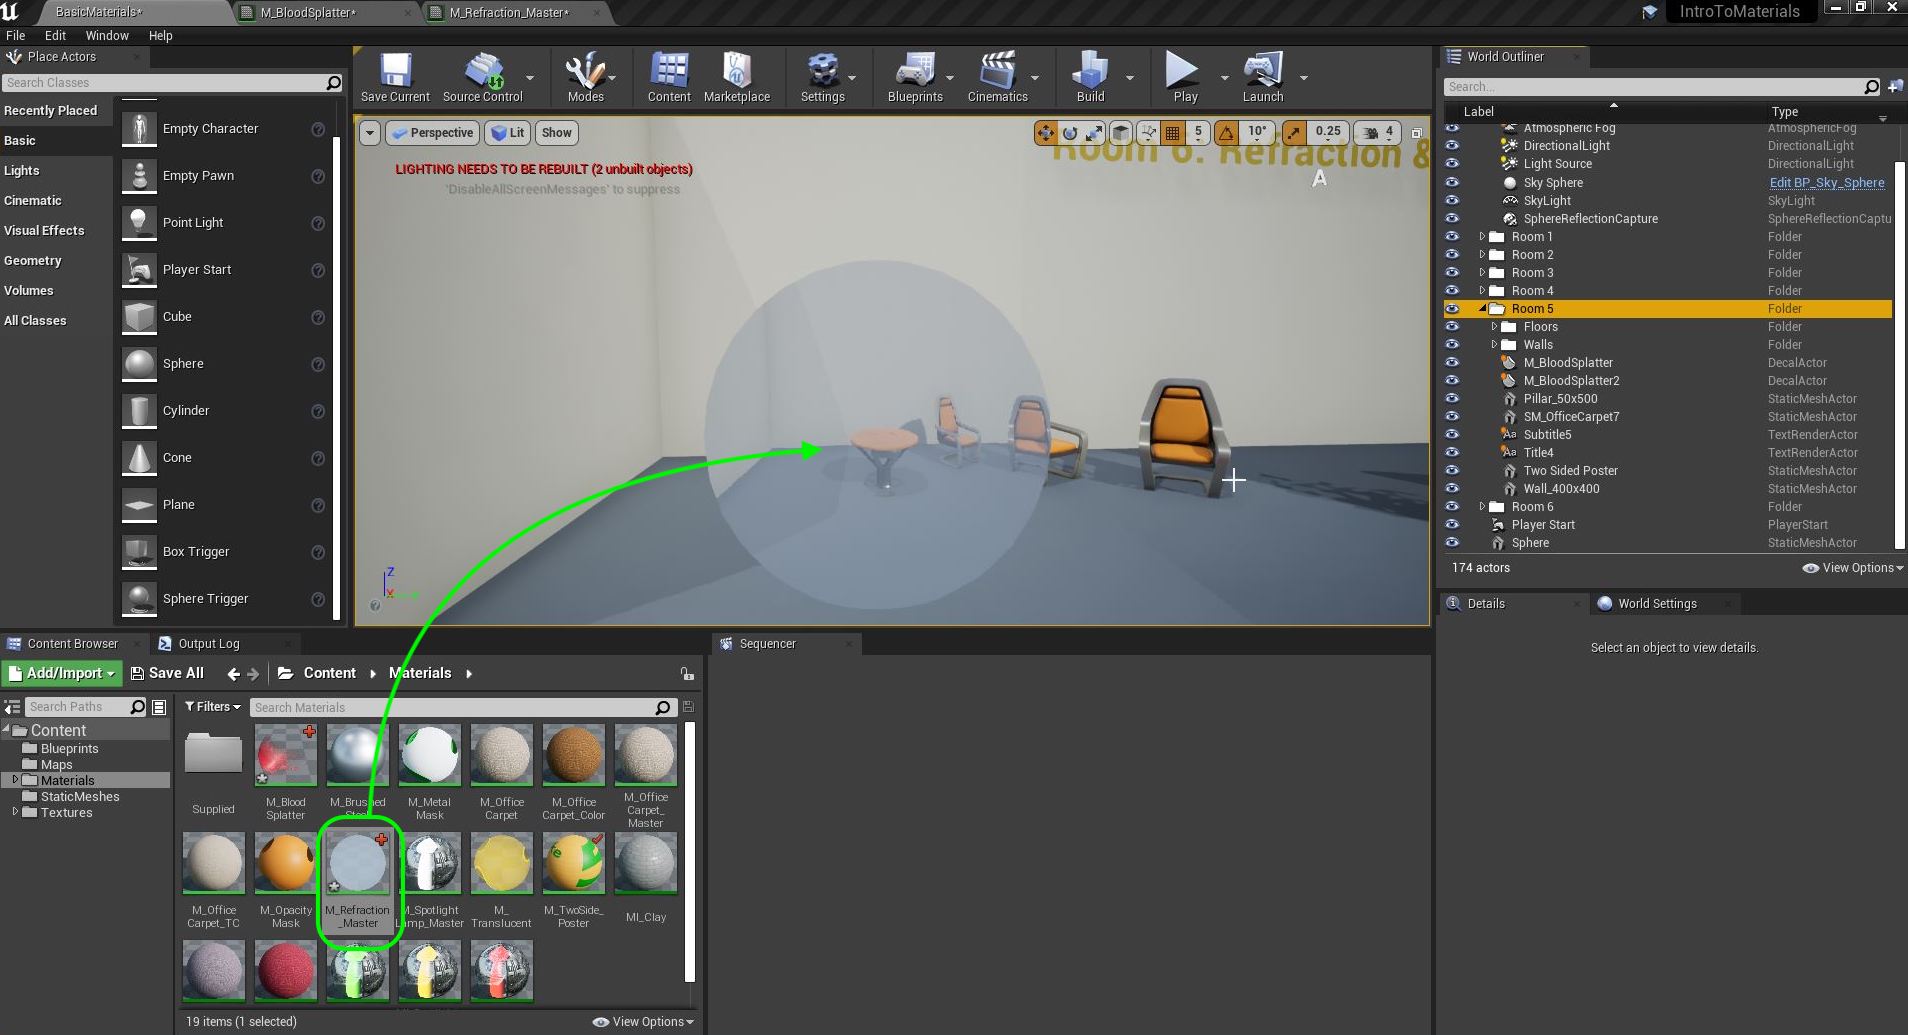 BasicMaterials*
M_BloodSplatter*
M_Refraction_Master*
IntroToMaterials
File Edit Window Help
Place Actors
Search Classes
Recently Placed
Basic
Lights
Cinematic
Visual Effects
Geometry
Volumes
All Classes
Empty Character
Empty Pawn
Point Light
Player Start
Cube
Sphere
Cylinder
Cone
Plane
Box Trigger
Sphere Trigger
Save Current Source Control Modes Content Marketplace Settings Blueprints Cinematics Build Play Launch
Perspective Lit Show
5 10° 0.25 4
Room 6: Refraction &
A
LIGHTING NEEDS TO BE REBUILT (2 unbuilt objects)
'DisableAllScreenMessages' to suppress
Z
X
World Outliner
Search...
Label Type
Atmospheric Fog AtmosphericFog
DirectionalLight DirectionalLight
Light Source DirectionalLight
Sky Sphere Edit BP_Sky_Sphere
SkyLight SkyLight
SphereReflectionCapture SphereReflectionCaptu
Room 1 Folder
Room 2 Folder
Room 3 Folder
Room 4 Folder
Room 5 Folder
Floors Folder
Walls Folder
M_BloodSplatter DecalActor
M_BloodSplatter2 DecalActor
Pillar_50x500 StaticMeshActor
SM_OfficeCarpet7 StaticMeshActor
Subtitle5 TextRenderActor
Title4 TextRenderActor
Two Sided Poster StaticMeshActor
Wall_400x400 StaticMeshActor
Room 6 Folder
Player Start PlayerStart
Sphere StaticMeshActor
174 actors
View Options
Details World Settings
Select an object to view details.
Content Browser Output Log
Add/Import Save All Content Materials
Search Paths
Filters Search Materials
Content
Blueprints
Maps
Materials
StaticMeshes
Textures
Supplied
M_Blood
Splatter
M_Brushed
Steel
M_Metal
Mask
M_Office
Carpet
M_Office
Carpet_Color
M_Office
Carpet_
Master
M_Office
Carpet_TC
M_Opacity
Mask
M_Refraction
_Master
M_Spotlight
Lamp_Master
M_
Translucent
M_TwoSide_
Poster
MI_Clay
19 items (1 selected)
View Options
Sequencer